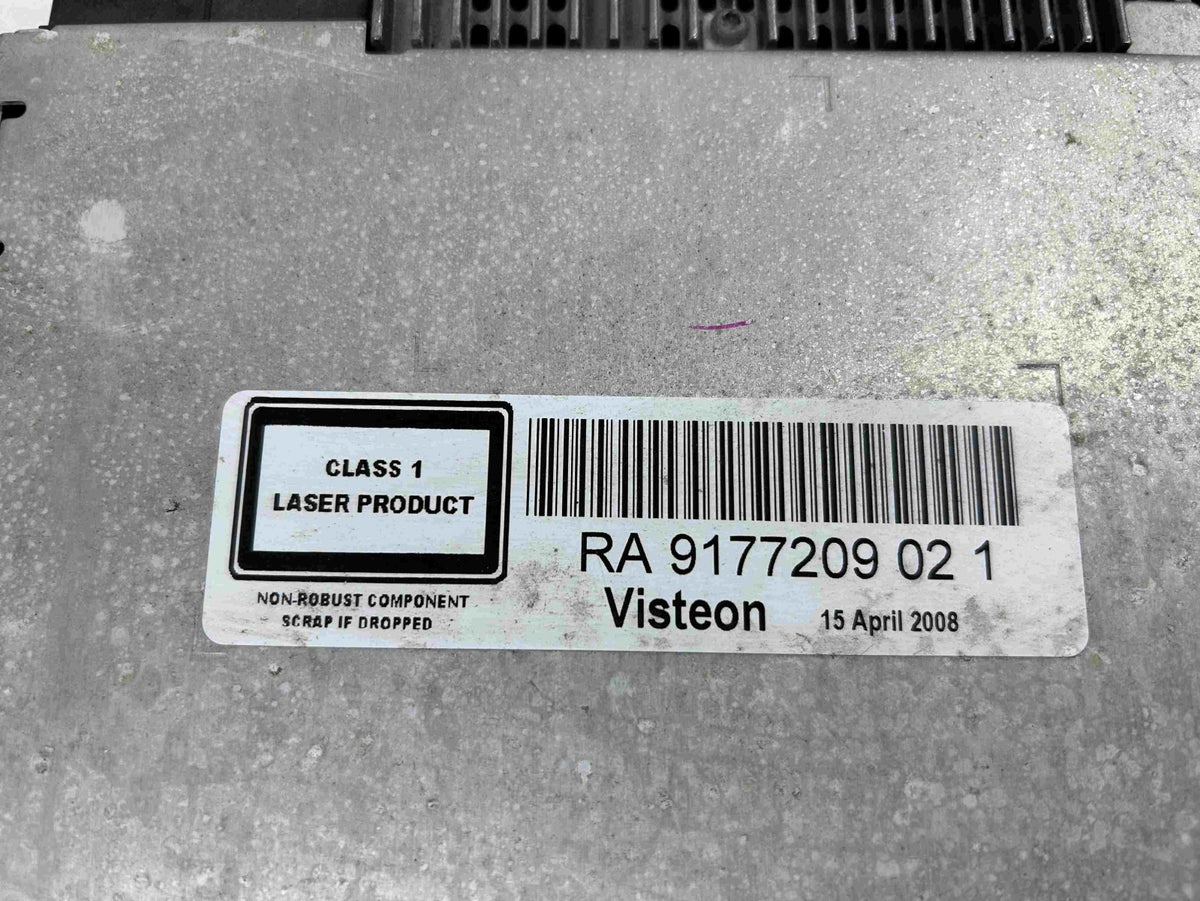 CLASS 1
LASER PRODUCT
NON-ROBUST COMPONENT
SCRAP IF DROPPED
RA 9177209 02 1
Visteon 15 April 2008